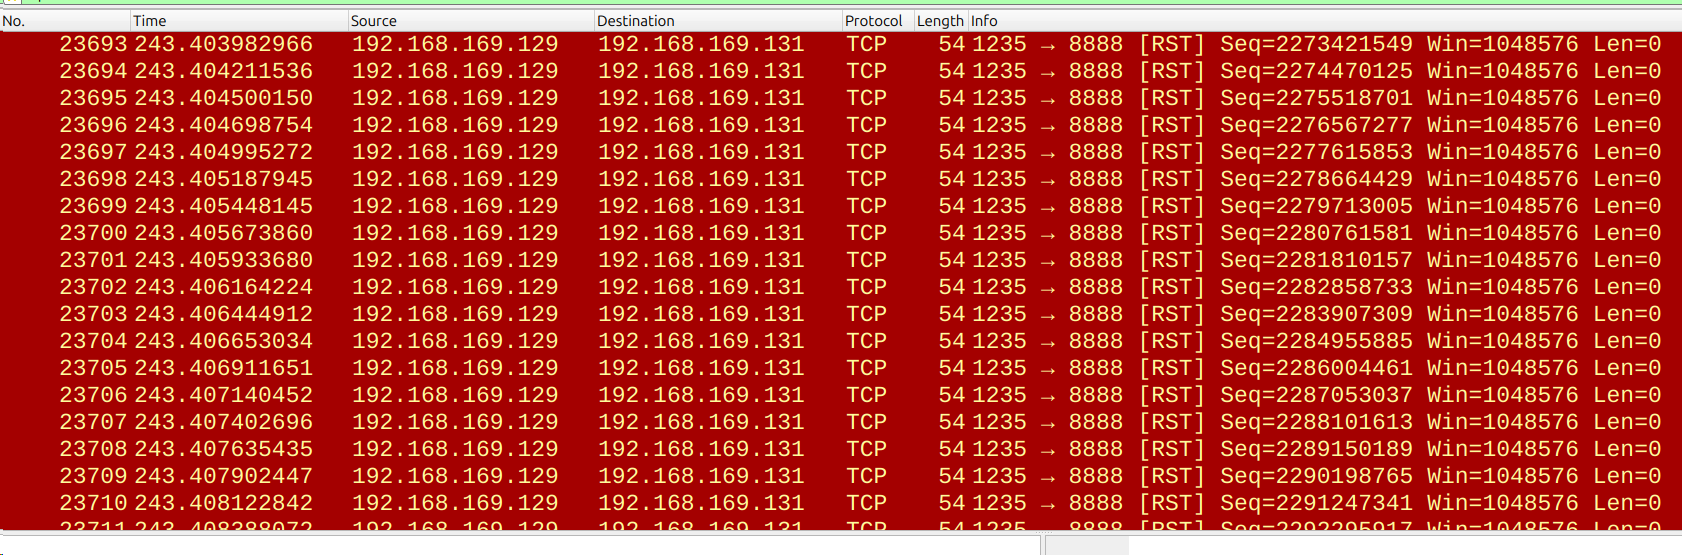 No. Time Source Destination Protocol Length Info
23693 243.403982966 192.168.169.129 192.168.169.131 TCP 54 1235 → 8888 [RST] Seq=2273421549 Win=1048576 Len=0
23694 243.404211536 192.168.169.129 192.168.169.131 TCP 54 1235 → 8888 [RST] Seq=2274470125 Win=1048576 Len=0
23695 243.404500150 192.168.169.129 192.168.169.131 TCP 54 1235 → 8888 [RST] Seq=2275518701 Win=1048576 Len=0
23696 243.404698754 192.168.169.129 192.168.169.131 TCP 54 1235 → 8888 [RST] Seq=2276567277 Win=1048576 Len=0
23697 243.404995272 192.168.169.129 192.168.169.131 TCP 54 1235 → 8888 [RST] Seq=2277615853 Win=1048576 Len=0
23698 243.405187945 192.168.169.129 192.168.169.131 TCP 54 1235 → 8888 [RST] Seq=2278664429 Win=1048576 Len=0
23699 243.405448145 192.168.169.129 192.168.169.131 TCP 54 1235 → 8888 [RST] Seq=2279713005 Win=1048576 Len=0
23700 243.405673860 192.168.169.129 192.168.169.131 TCP 54 1235 → 8888 [RST] Seq=2280761581 Win=1048576 Len=0
23701 243.405933680 192.168.169.129 192.168.169.131 TCP 54 1235 → 8888 [RST] Seq=2281810157 Win=1048576 Len=0
23702 243.406164224 192.168.169.129 192.168.169.131 TCP 54 1235 → 8888 [RST] Seq=2282858733 Win=1048576 Len=0
23703 243.406444912 192.168.169.129 192.168.169.131 TCP 54 1235 → 8888 [RST] Seq=2283907309 Win=1048576 Len=0
23704 243.406653034 192.168.169.129 192.168.169.131 TCP 54 1235 → 8888 [RST] Seq=2284955885 Win=1048576 Len=0
23705 243.406911651 192.168.169.129 192.168.169.131 TCP 54 1235 → 8888 [RST] Seq=2286004461 Win=1048576 Len=0
23706 243.407140452 192.168.169.129 192.168.169.131 TCP 54 1235 → 8888 [RST] Seq=2287053037 Win=1048576 Len=0
23707 243.407402696 192.168.169.129 192.168.169.131 TCP 54 1235 → 8888 [RST] Seq=2288101613 Win=1048576 Len=0
23708 243.407635435 192.168.169.129 192.168.169.131 TCP 54 1235 → 8888 [RST] Seq=2289150189 Win=1048576 Len=0
23709 243.407902447 192.168.169.129 192.168.169.131 TCP 54 1235 → 8888 [RST] Seq=2290198765 Win=1048576 Len=0
23710 243.408122842 192.168.169.129 192.168.169.131 TCP 54 1235 → 8888 [RST] Seq=2291247341 Win=1048576 Len=0
23711 243.408388072 192.168.169.129 192.168.169.131 TCP 54 1235 → 8888 [RST] Seq=2292295917 Win=1048576 Len=0